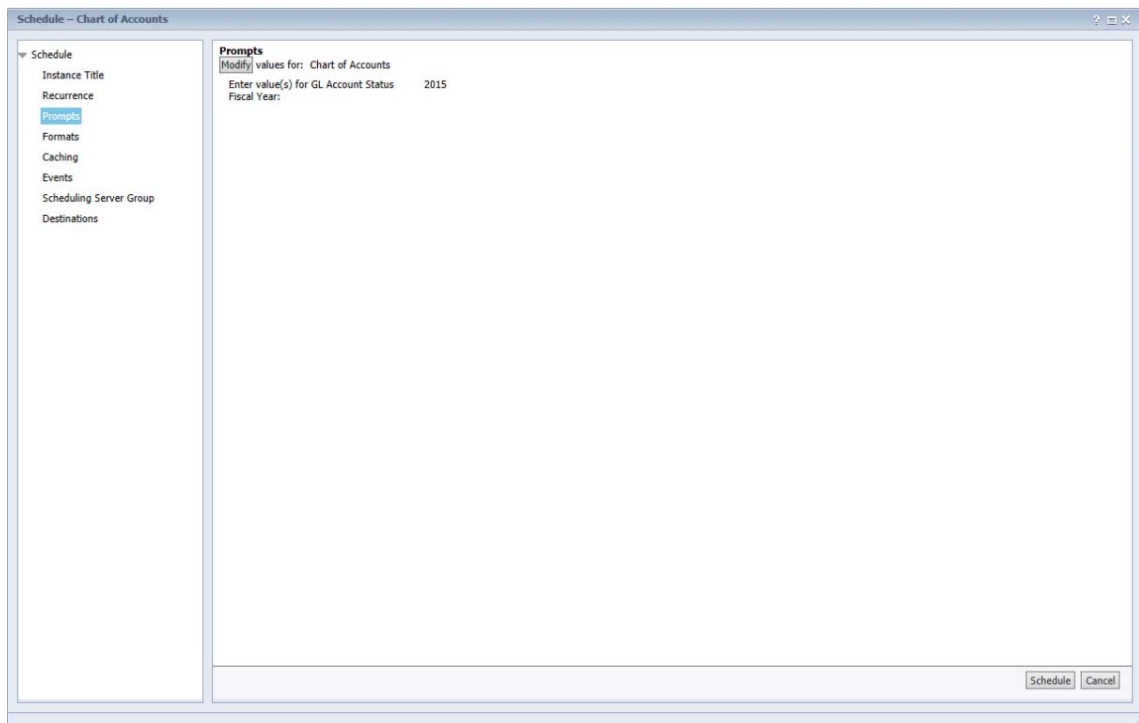 Schedule – Chart of Accounts
Schedule
Instance Title
Recurrence
Prompts
Formats
Caching
Events
Scheduling Server Group
Destinations
Prompts
Modify values for: Chart of Accounts
Enter value(s) for GL Account Status 2015
Fiscal Year:
Schedule Cancel